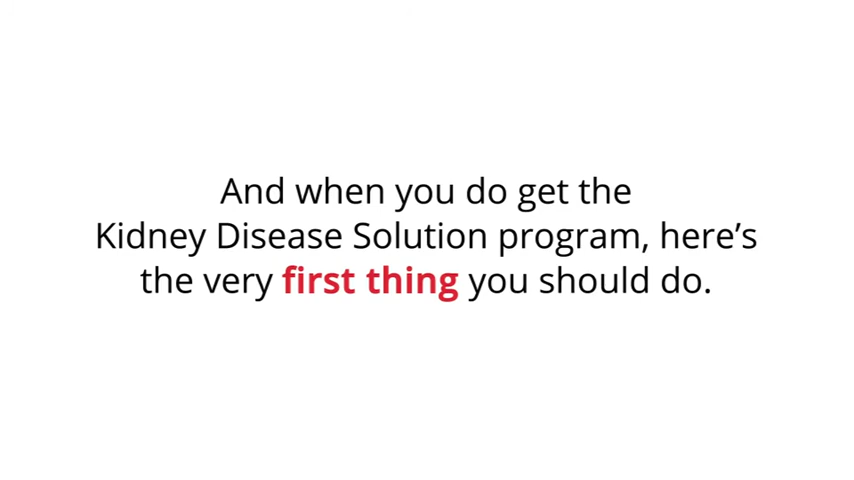 And when you do get the
Kidney Disease Solution program, here’s
the very first thing you should do.